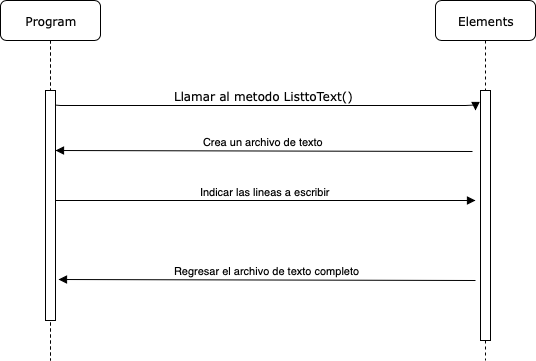 Program
Elements
Llamar al metodo ListtoText()
Crea un archivo de texto
Indicar las lineas a escribir
Regresar el archivo de texto completo